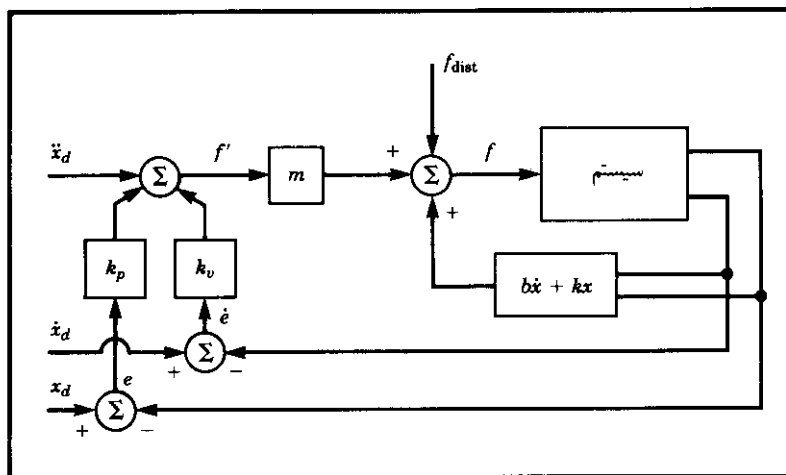 f_dist
ẍ_d
f′
m
+
f
Σ
Σ
+
k_p
k_v
bẋ + kx
ė
ẋ_d
Σ
+
−
e
x_d
Σ
+
−